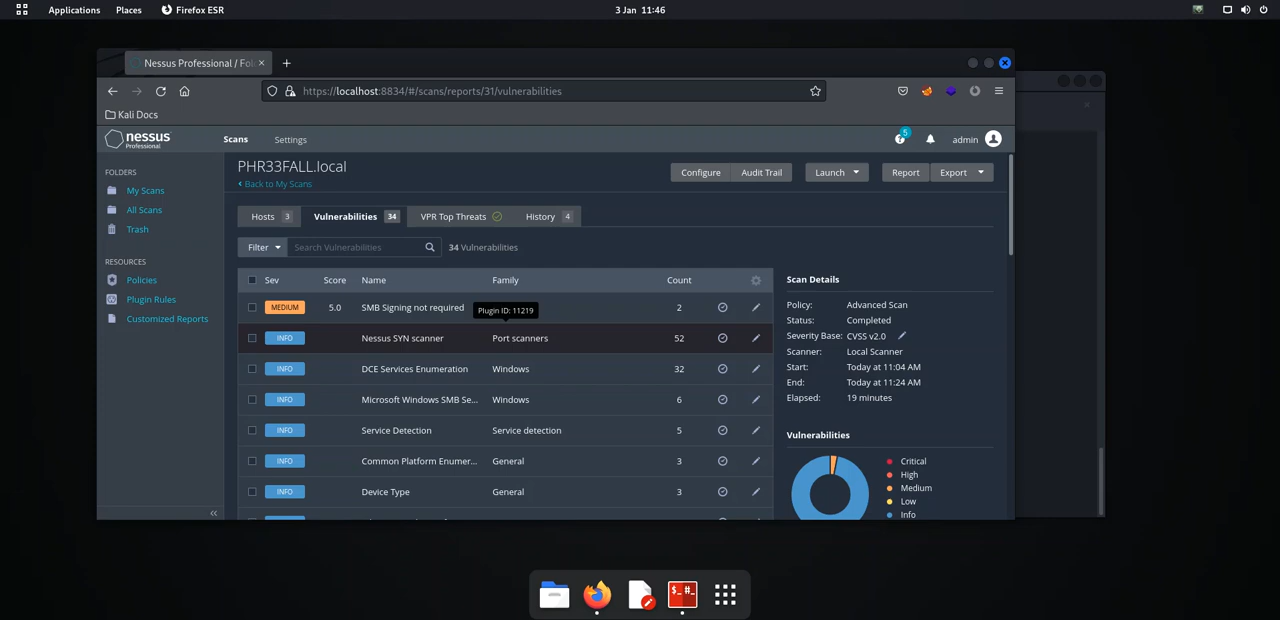 Applications Places Firefox ESR 3 Jan 11:46
Nessus Professional / Fol
https://localhost:8834/#/scans/reports/31/vulnerabilities
Kali Docs
nessus Professional Scans Settings 5 admin
FOLDERS
My Scans
All Scans
Trash
RESOURCES
Policies
Plugin Rules
Customized Reports
PHR33FALL.local
Back to My Scans
Configure Audit Trail Launch Report Export
Hosts 3 Vulnerabilities 34 VPR Top Threats History 4
Filter Search Vulnerabilities 34 Vulnerabilities
Sev Score Name Family Count
MEDIUM 5.0 SMB Signing not required 2
Plugin ID: 11219
INFO Nessus SYN scanner Port scanners 52
INFO DCE Services Enumeration Windows 32
INFO Microsoft Windows SMB Se... Windows 6
INFO Service Detection Service detection 5
INFO Common Platform Enumer... General 3
INFO Device Type General 3
Scan Details
Policy: Advanced Scan
Status: Completed
Severity Base: CVSS v2.0
Scanner: Local Scanner
Start: Today at 11:04 AM
End: Today at 11:24 AM
Elapsed: 19 minutes
Vulnerabilities
Critical
High
Medium
Low
Info
$_ #_